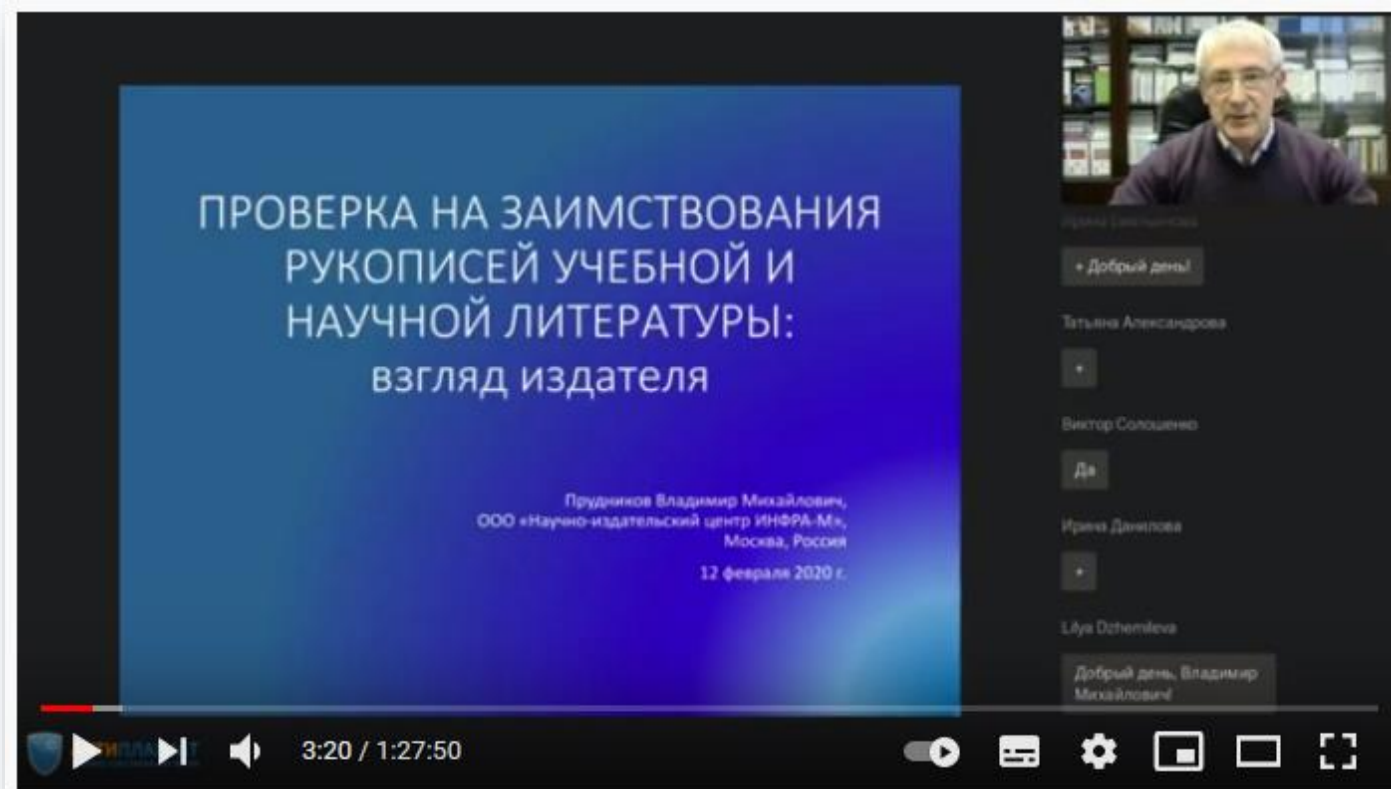 ПРОВЕРКА НА ЗАИМСТВОВАНИЯ
РУКОПИСЕЙ УЧЕБНОЙ И
НАУЧНОЙ ЛИТЕРАТУРЫ:
взгляд издателя
Прудников Владимир Михайлович,
ООО «Научно-издательский центр ИНФРА-М»,
Москва, Россия
12 февраля 2020 г.
+ Добрый день!
Татьяна Александрова
+
Виктор Солошенко
Да
Ирина Данилова
+
Lilya Dzhemileva
Добрый день, Владимир
Михайлович!
3:20 / 1:27:50